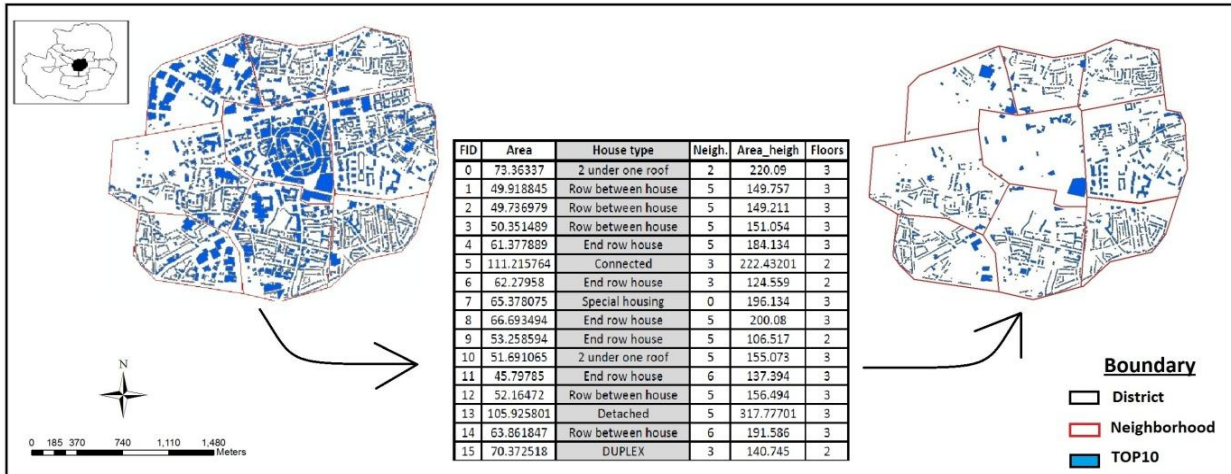 FID Area House type Neigh. Area_heigh Floors
0 73.36337 2 under one roof 2 220.09 3
1 49.918845 Row between house 5 149.757 3
2 49.736979 Row between house 5 149.211 3
3 50.351489 Row between house 5 151.054 3
4 61.377889 End row house 5 184.134 3
5 111.215764 Connected 3 222.43201 2
6 62.27958 End row house 3 124.559 2
7 65.378075 Special housing 0 196.134 3
8 66.693494 End row house 5 200.08 3
9 53.258594 End row house 5 106.517 2
10 51.691065 2 under one roof 5 155.073 3
11 45.79785 End row house 6 137.394 3
12 52.16472 Row between house 5 156.494 3
13 105.925801 Detached 5 317.77701 3
14 63.861847 Row between house 6 191.586 3
15 70.372518 DUPLEX 3 140.745 2
N
0 185 370 740 1,110 1,480
Meters
Boundary
District
Neighborhood
TOP10